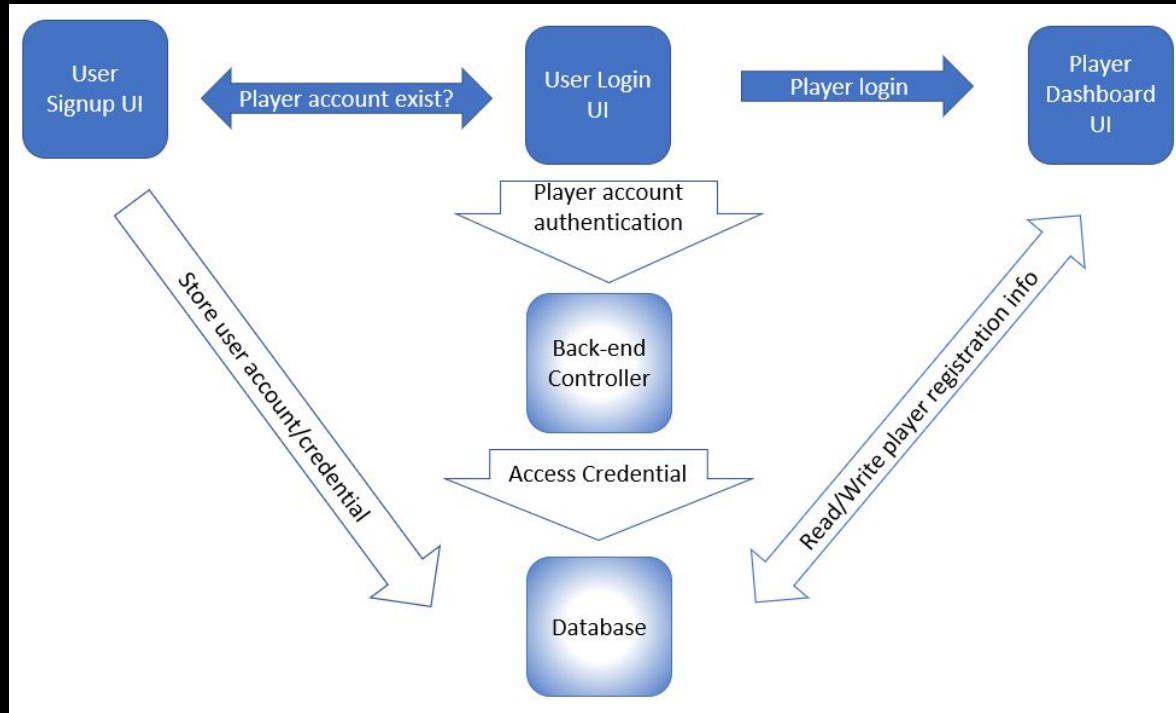 User
Signup UI
Player account exist?
User Login
UI
Player login
Player
Dashboard
UI
Player account
authentication
Store user account/credential
Back-end
Controller
Read/Write player registration info
Access Credential
Database